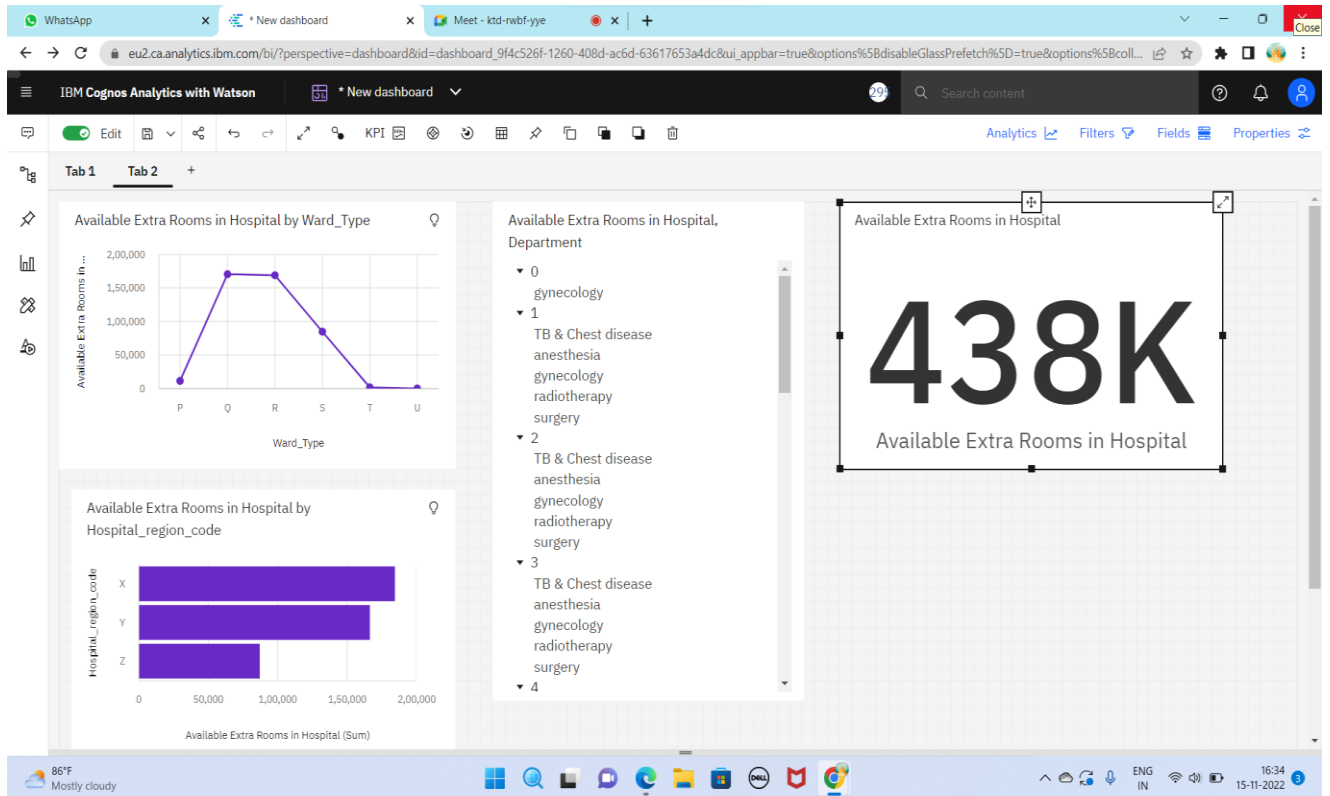 WhatsApp
* New dashboard
Meet - ktd-rwbf-yye
Close
eu2.ca.analytics.ibm.com/bi/?perspective=dashboard&id=dashboard_9f4c526f-1260-408d-ac6d-63617653a4dc&ui_appbar=true&options%5BdisableGlassPrefetch%5D=true&options%5Bcoll...
IBM Cognos Analytics with Watson
* New dashboard
Search content
Edit
KPI
Analytics
Filters
Fields
Properties
Tab 1
Tab 2
Available Extra Rooms in Hospital by Ward_Type
Available Extra Rooms in ...
2,00,000
1,50,000
1,00,000
50,000
0
P Q R S T U
Ward_Type
Available Extra Rooms in Hospital by
Hospital_region_code
Hospital_region_code
X
Y
Z
0 50,000 1,00,000 1,50,000 2,00,000
Available Extra Rooms in Hospital (Sum)
Available Extra Rooms in Hospital,
Department
0
gynecology
1
TB & Chest disease
anesthesia
gynecology
radiotherapy
surgery
2
TB & Chest disease
anesthesia
gynecology
radiotherapy
surgery
3
TB & Chest disease
anesthesia
gynecology
radiotherapy
surgery
4
Available Extra Rooms in Hospital
438K
Available Extra Rooms in Hospital
86°F
Mostly cloudy
DELL
ENG
IN
16:34
15-11-2022
3